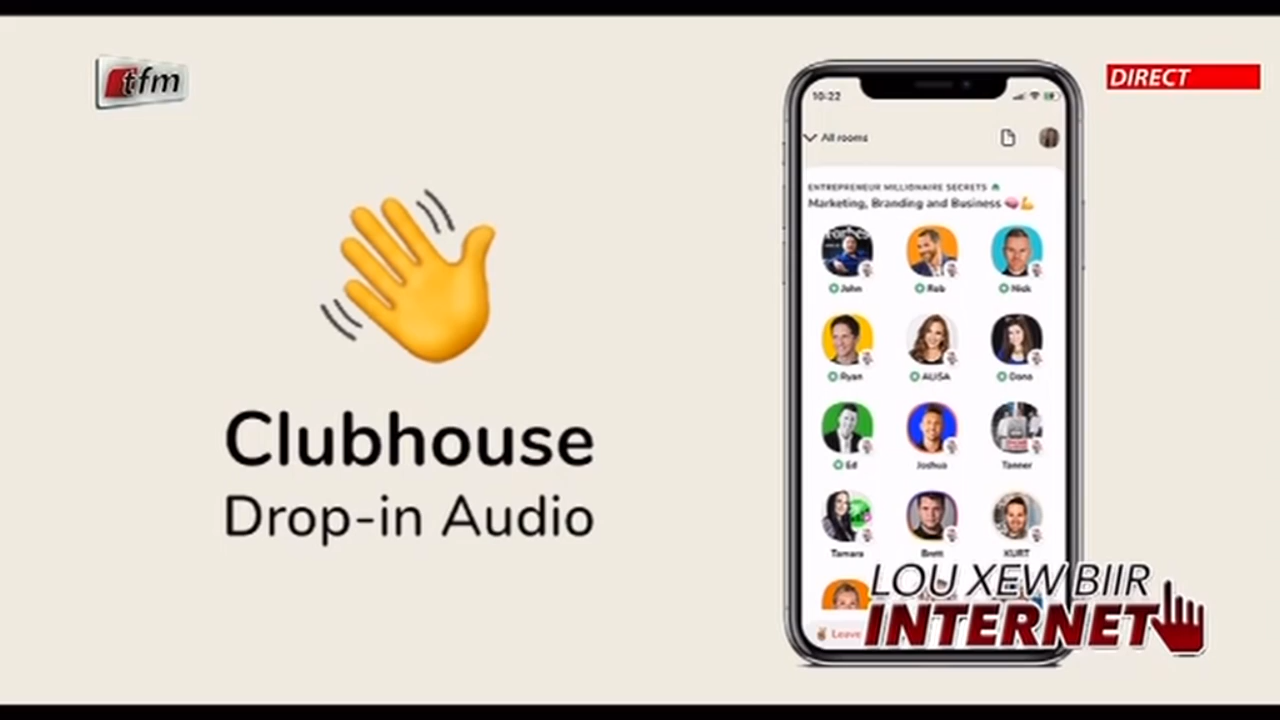 tfm
DIRECT
Clubhouse
Drop-in Audio
10:22
All rooms
ENTREPRENEUR MILLIONAIRE SECRETS
Marketing, Branding and Business
Forbes
John Rob Nick
Ryan ALISA Dana
Ed Joshua Tanner
Tamara Brett KURT
Leave
LOU XEW BIIR
INTERNET